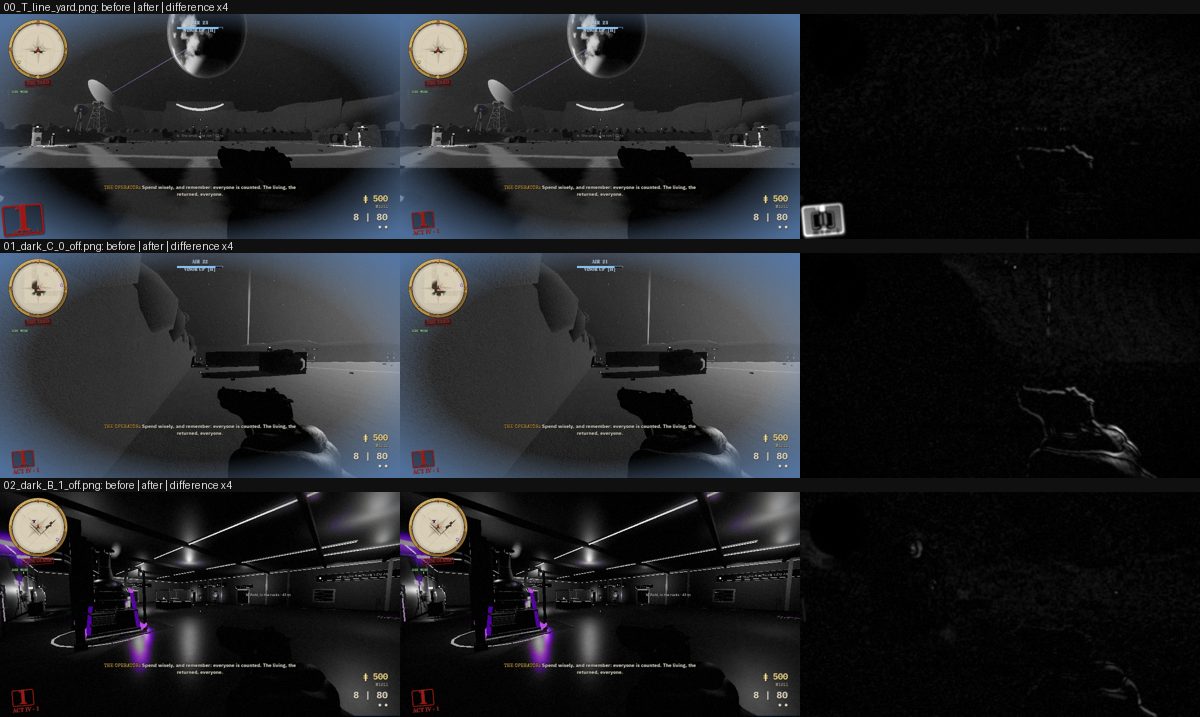 00_T_line_yard.png: before | after | difference x4
THE OPERATOR: Spend wisely, and remember: everyone is counted. The living, the
returned, everyone.
500
8 | 80
THE OPERATOR: Spend wisely, and remember: everyone is counted. The living, the
returned, everyone.
ACT IV - 1
500
8 | 80
01_dark_C_0_off.png: before | after | difference x4
THE OPERATOR: Spend wisely, and remember: everyone is counted. The living, the
returned, everyone.
ACT IV - 1
500
8 | 80
THE OPERATOR: Spend wisely, and remember: everyone is counted. The living, the
returned, everyone.
ACT IV - 1
500
8 | 80
02_dark_B_1_off.png: before | after | difference x4
THE OPERATOR: Spend wisely, and remember: everyone is counted. The living, the
returned, everyone.
ACT IV - 1
500
8 | 80
THE OPERATOR: Spend wisely, and remember: everyone is counted. The living, the
returned, everyone.
ACT IV - 1
500
8 | 80